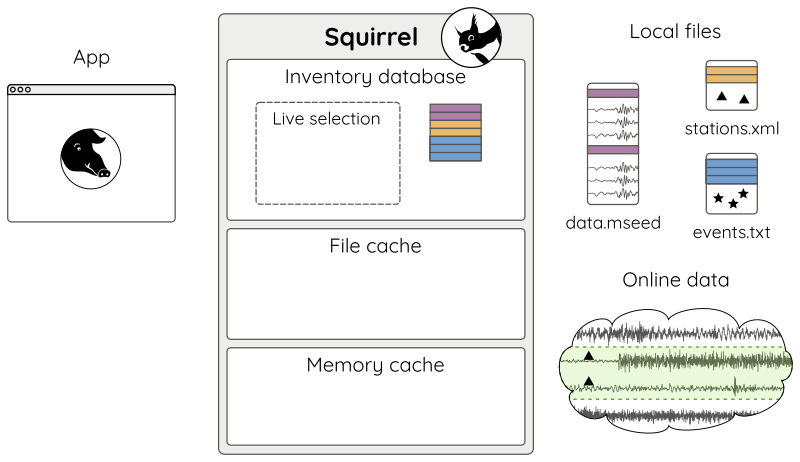 App
Squirrel
Inventory database
Live selection
File cache
Memory cache
Local files
data.mseed
stations.xml
events.txt
Online data